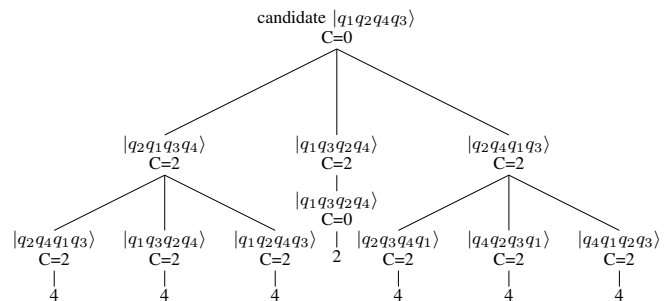 candidate |q₁q₂q₄q₃⟩
C=0
|q₂q₁q₃q₄⟩ |q₁q₃q₂q₄⟩ |q₂q₄q₁q₃⟩
C=2 C=2 C=2
|q₁q₃q₂q₄⟩
C=0
|q₂q₄q₁q₃⟩ |q₁q₃q₂q₄⟩ |q₁q₂q₄q₃⟩ |q₂q₃q₄q₁⟩ |q₄q₂q₃q₁⟩ |q₄q₁q₂q₃⟩
C=2 C=2 C=2 2 C=2 C=2 C=2
4 4 4 4 4 4